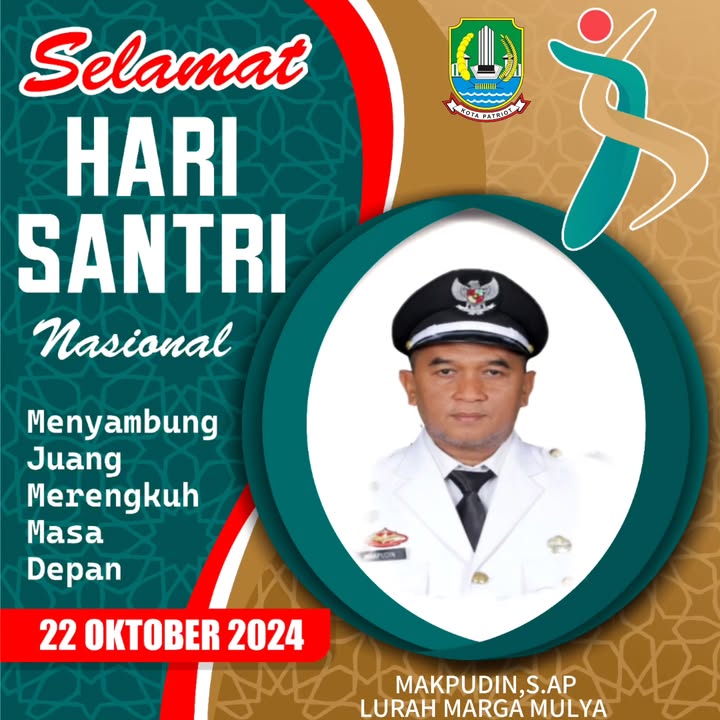 Selamat
HARI
SANTRI
Nasional
Menyambung
Juang
Merengkuh
Masa
Depan
22 OKTOBER 2024
KOTA PATRIOT
MAKPUDIN
MAKPUDIN,S.AP
LURAH MARGA MULYA